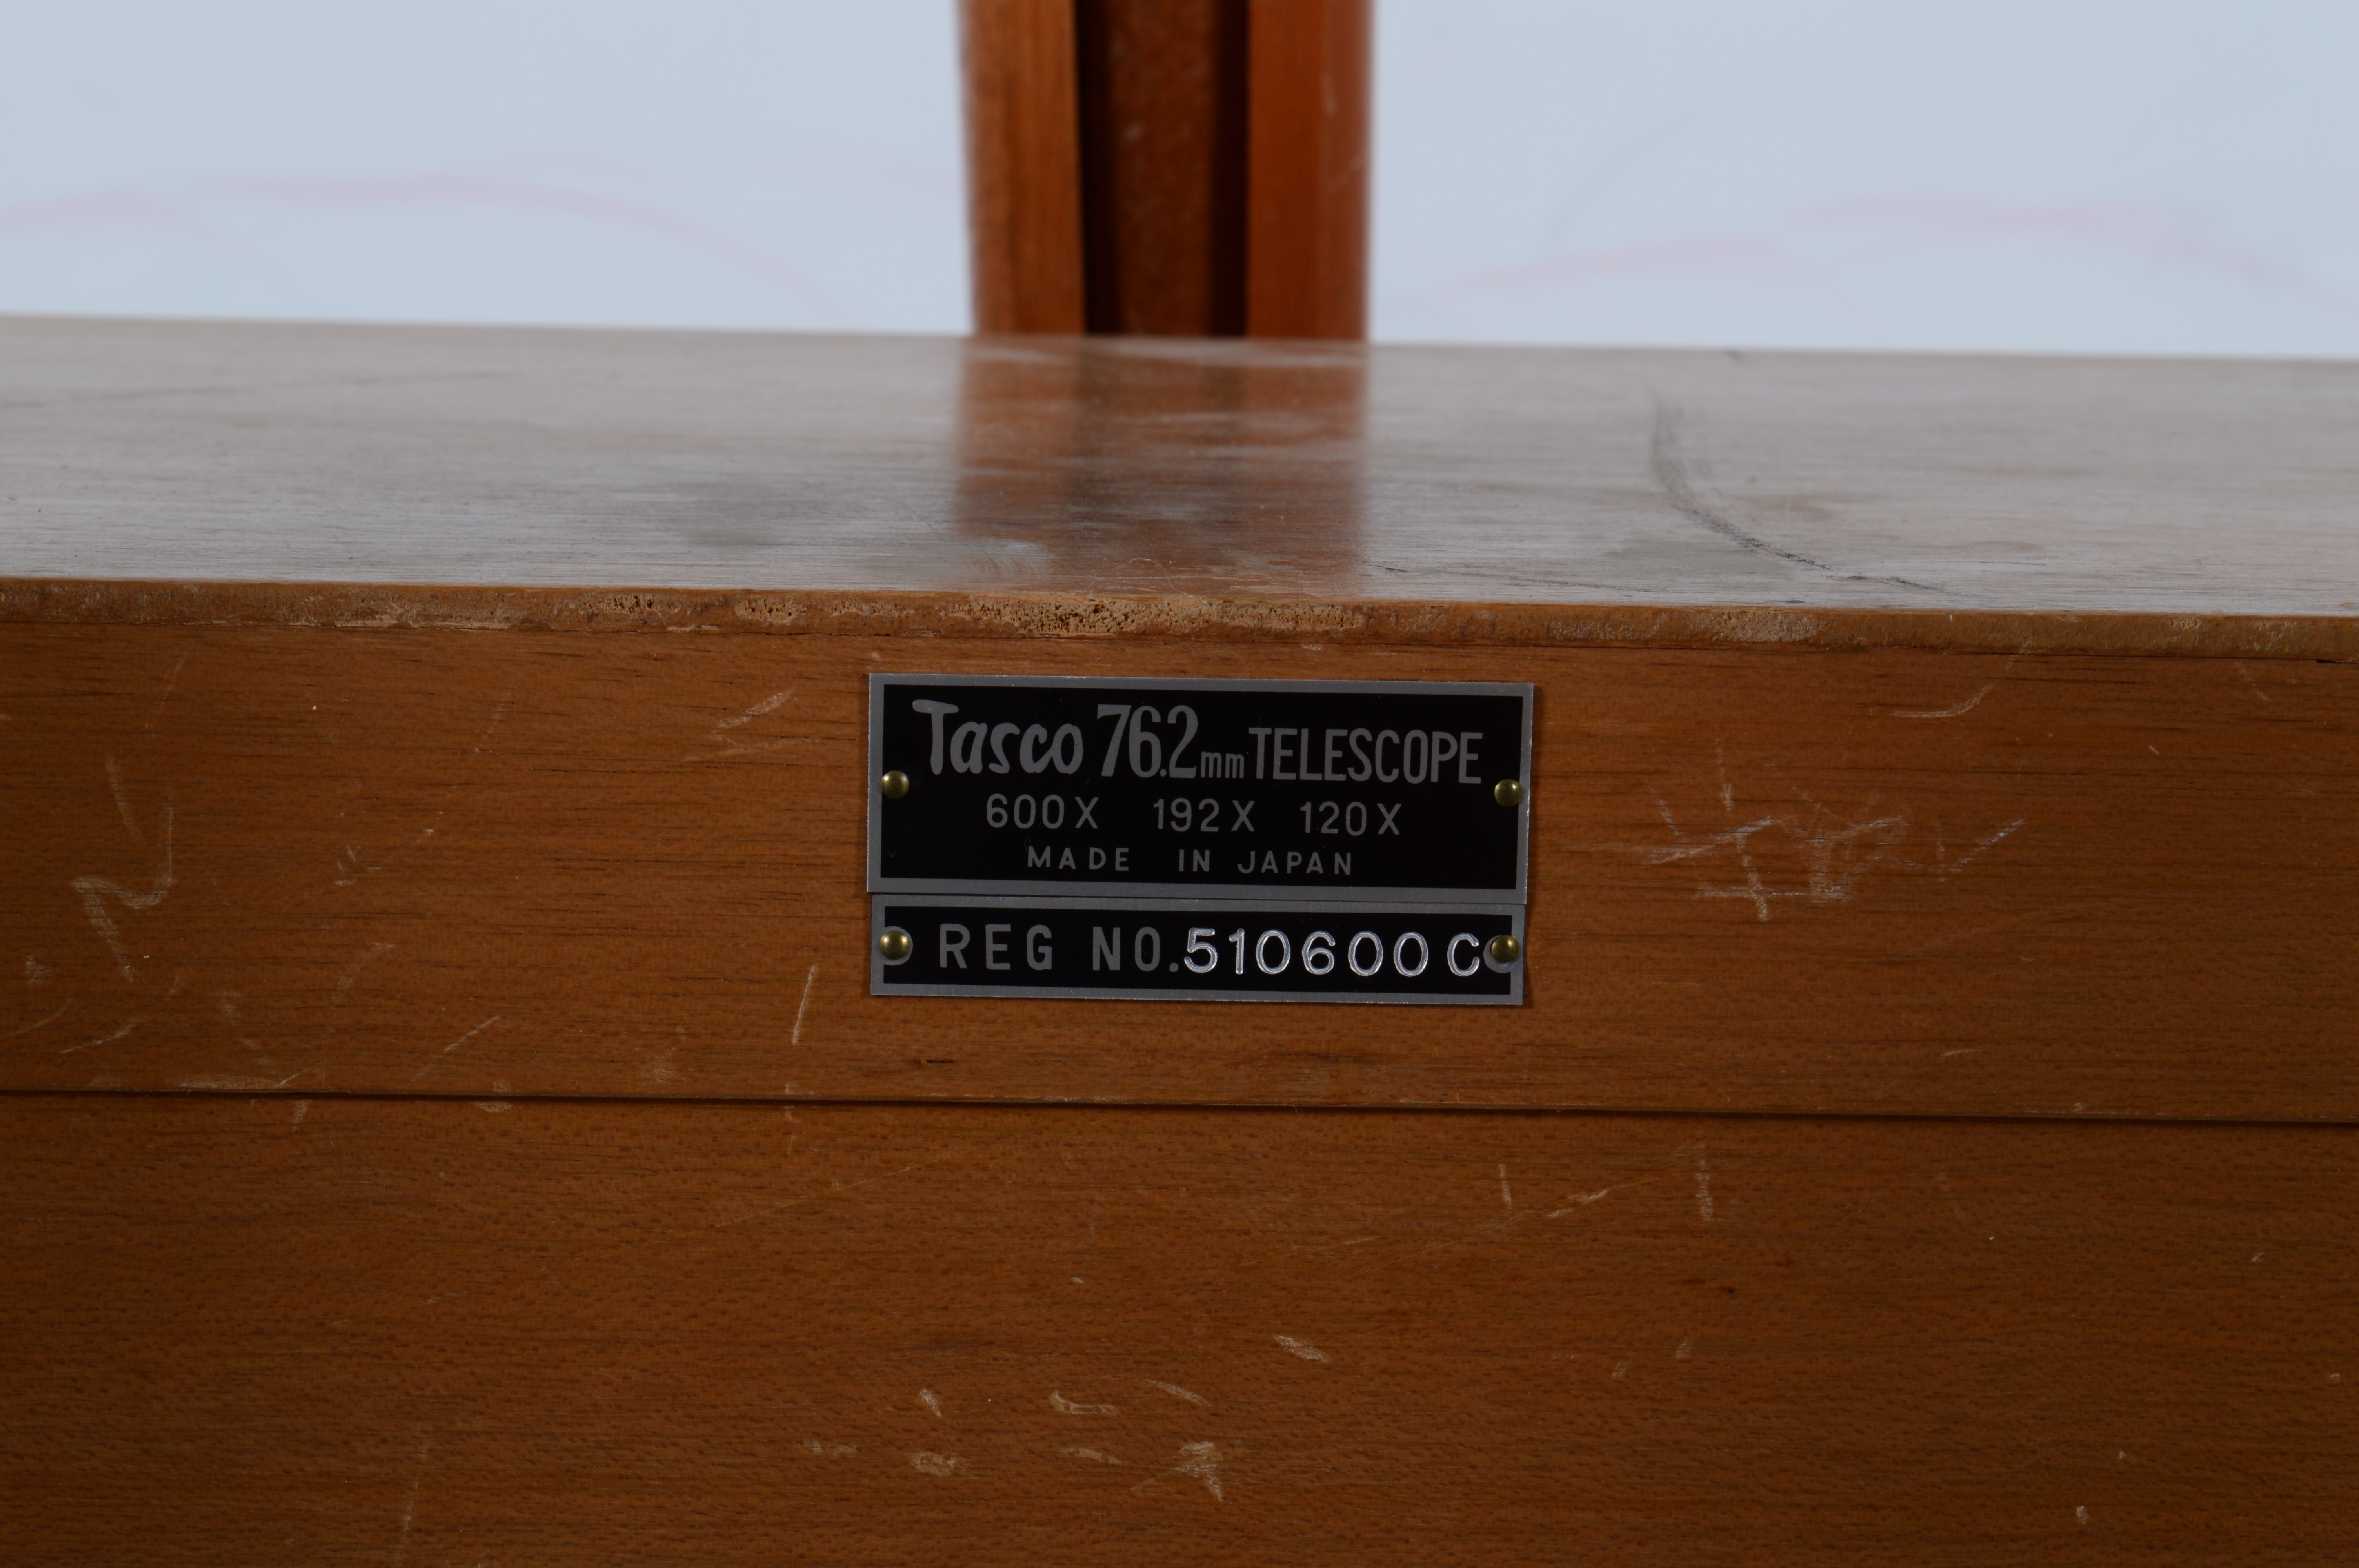 Tasco 76.2mm TELESCOPE
600X 192X 120X
MADE IN JAPAN
REG NO. 510600C